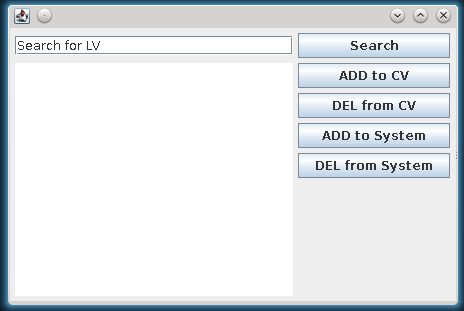 Search for LV
Search
ADD to CV
DEL from CV
ADD to System
DEL from System